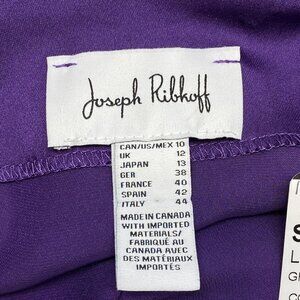 Joseph Ribkoff
CAN/US/MEX 10
UK 12
JAPAN 13
GER 38
FRANCE 40
SPAIN 42
ITALY 44
MADE IN CANADA
WITH IMPORTED
MATERIALS/
FABRIQUÉ AU
CANADA AVEC
DES MATÉRIAUX
IMPORTÉS
S
L